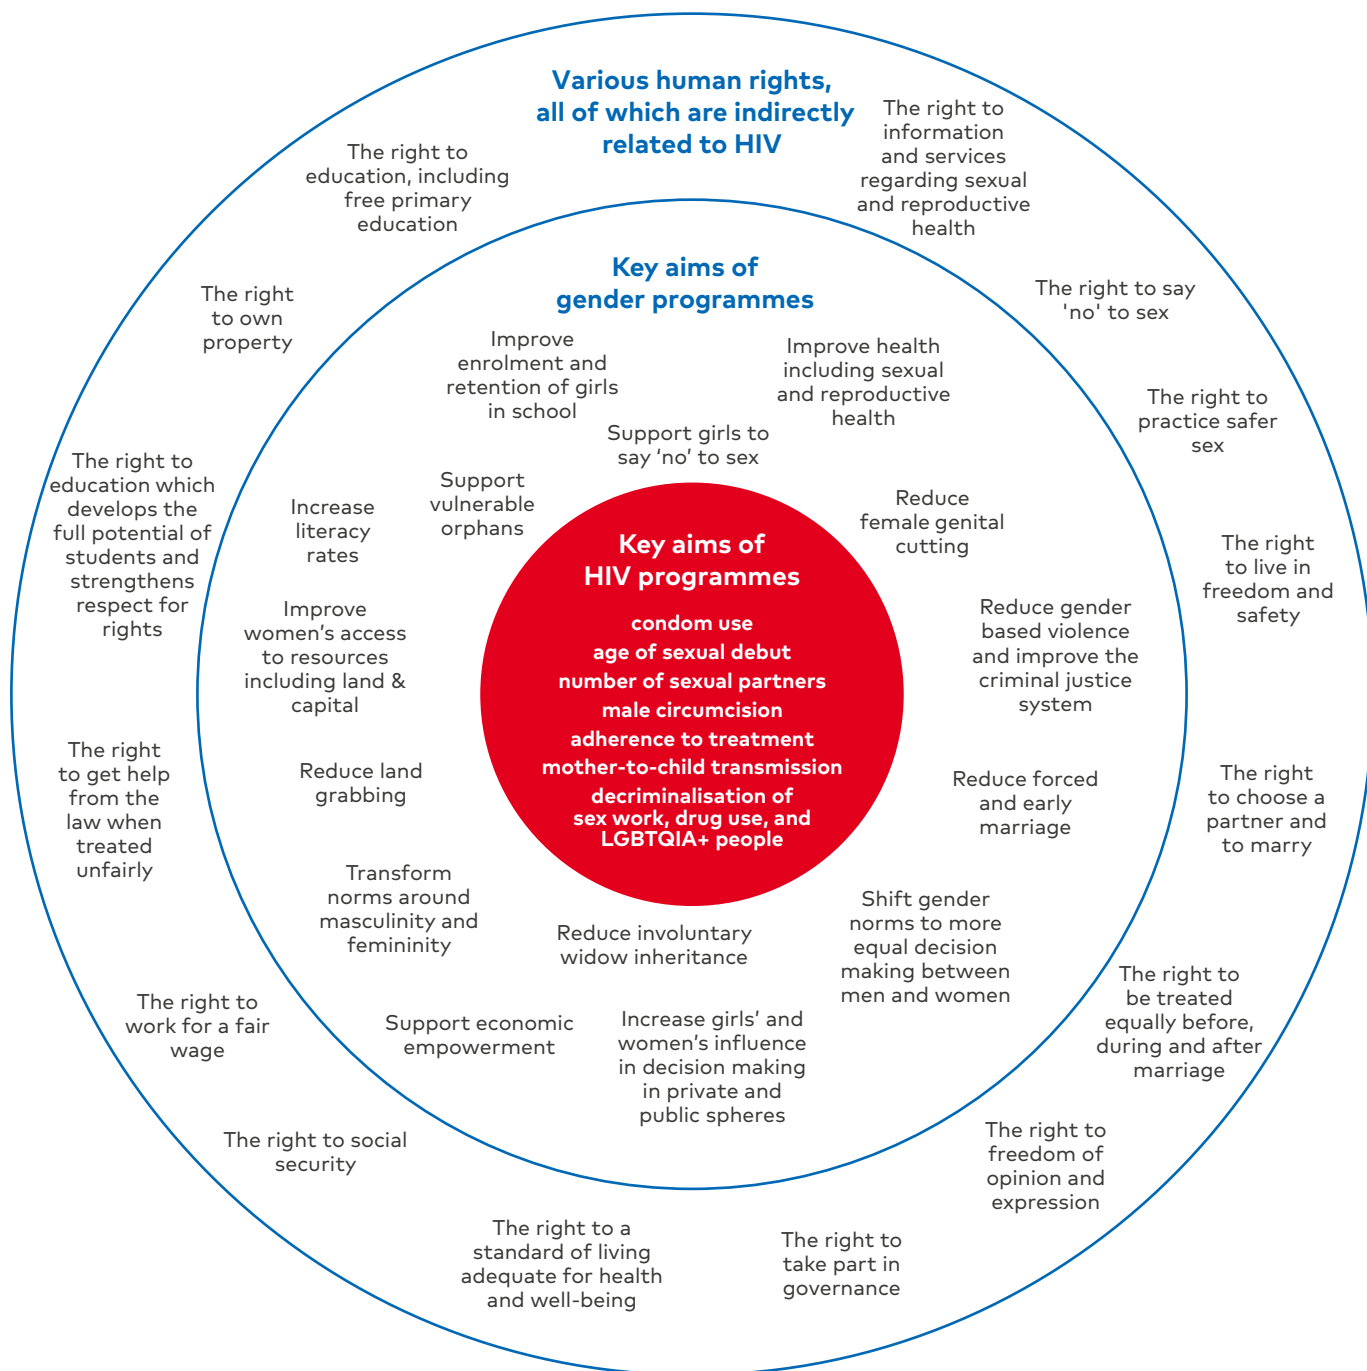 Various human rights,
all of which are indirectly
related to HIV
The right to
information
and services
regarding sexual
and reproductive
health
The right to say
'no' to sex
The right to
practice safer
sex
The right
to live in
freedom and
safety
The right
to choose a
partner and
to marry
The right to
be treated
equally before,
during and after
marriage
The right to
freedom of
opinion and
expression
The right to
take part in
governance
The right to a
standard of living
adequate for health
and well-being
The right to social
security
The right to
work for a fair
wage
The right
to get help
from the
law when
treated
unfairly
The right to
education which
develops the
full potential of
students and
strengthens
respect for
rights
The right
to own
property
The right to
education, including
free primary
education
Key aims of
gender programmes
Improve
enrolment and
retention of girls
in school
Improve health
including sexual
and reproductive
health
Support girls to
say ‘no’ to sex
Reduce
female genital
cutting
Reduce gender
based violence
and improve the
criminal justice
system
Reduce forced
and early
marriage
Shift gender
norms to more
equal decision
making between
men and women
Increase girls’ and
women’s influence
in decision making
in private and
public spheres
Reduce involuntary
widow inheritance
Support economic
empowerment
Transform
norms around
masculinity and
femininity
Reduce land
grabbing
Improve
women’s access
to resources
including land &
capital
Increase
literacy
rates
Support
vulnerable
orphans
Key aims of
HIV programmes
condom use
age of sexual debut
number of sexual partners
male circumcision
adherence to treatment
mother-to-child transmission
decriminalisation of
sex work, drug use, and
LGBTQIA+ people